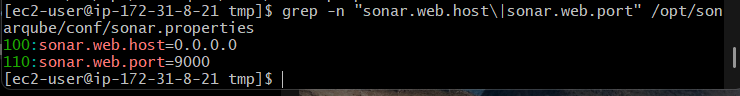 [ec2-user@ip-172-31-8-21 tmp]$ grep -n "sonar.web.host\|sonar.web.port" /opt/son
arqube/conf/sonar.properties
100:sonar.web.host=0.0.0.0
110:sonar.web.port=9000
[ec2-user@ip-172-31-8-21 tmp]$